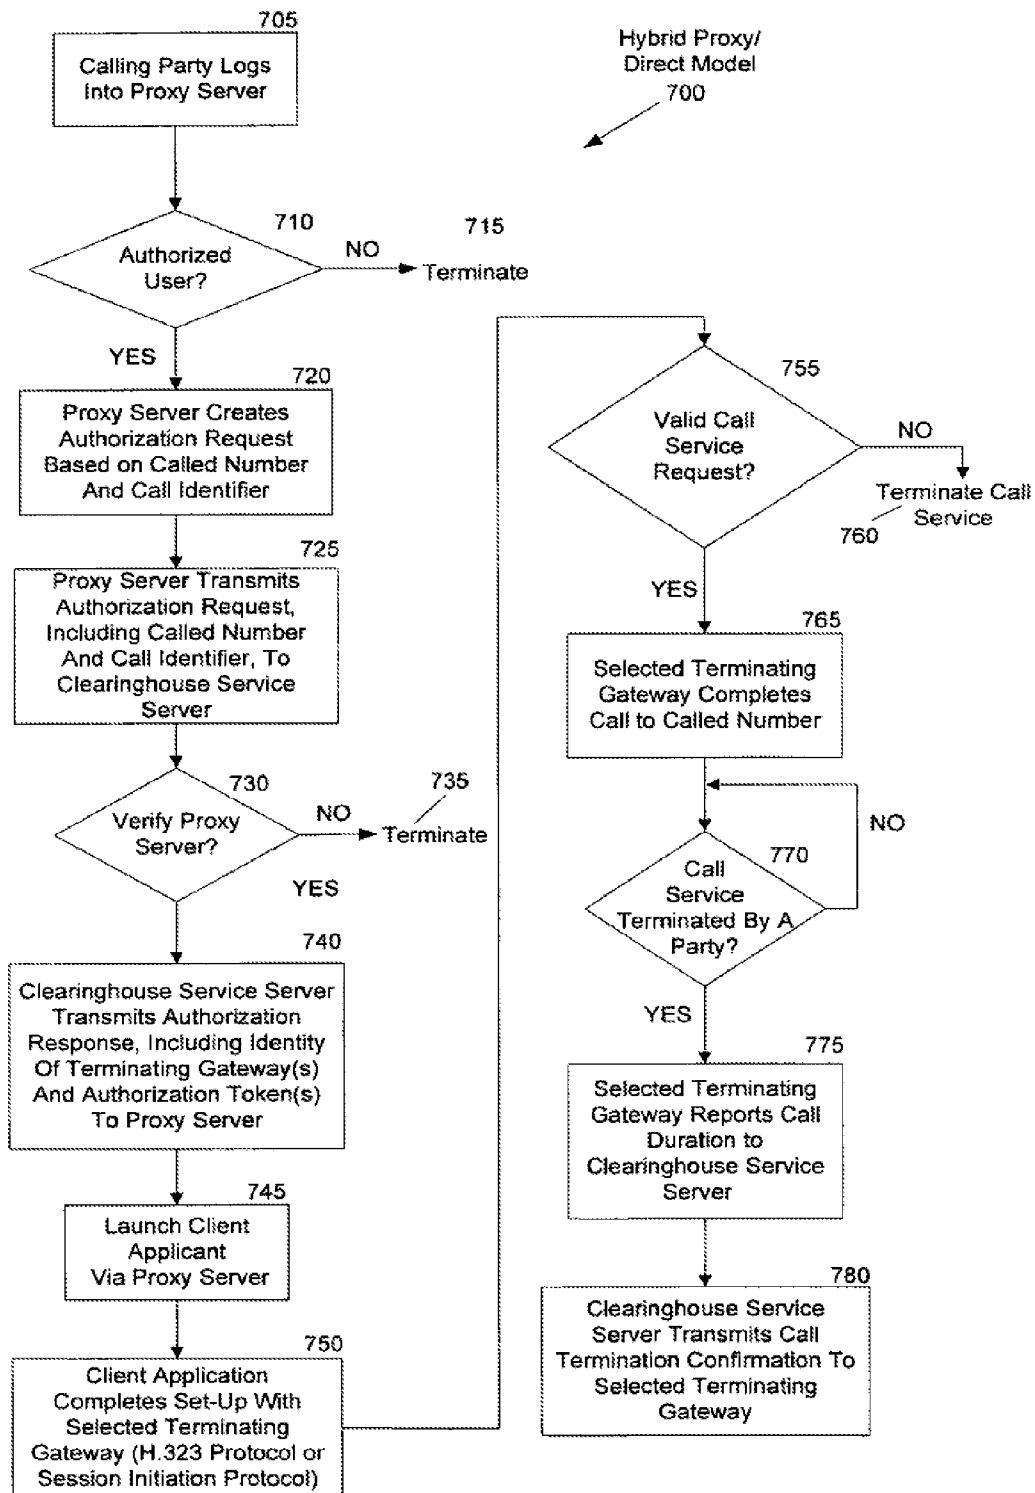 705
Calling Party Logs
Into Proxy Server
Hybrid Proxy/
Direct Model
700
710
Authorized
User?
NO
715
Terminate
YES
720
Proxy Server Creates
Authorization Request
Based on Called Number
And Call Identifier
725
Proxy Server Transmits
Authorization Request,
Including Called Number
And Call Identifier, To
Clearinghouse Service
Server
730
Verify Proxy
Server?
NO
735
Terminate
YES
740
Clearinghouse Service Server
Transmits Authorization
Response, Including Identity
Of Terminating Gateway(s)
And Authorization Token(s)
To Proxy Server
745
Launch Client
Applicant
Via Proxy Server
750
Client Application
Completes Set-Up With
Selected Terminating
Gateway (H.323 Protocol or
Session Initiation Protocol)
755
Valid Call
Service
Request?
NO
Terminate Call
Service
760
YES
765
Selected Terminating
Gateway Completes
Call to Called Number
770
Call
Service
Terminated By A
Party?
NO
YES
775
Selected Terminating
Gateway Reports Call
Duration to
Clearinghouse Service
Server
780
Clearinghouse Service
Server Transmits Call
Termination Confirmation To
Selected Terminating
Gateway